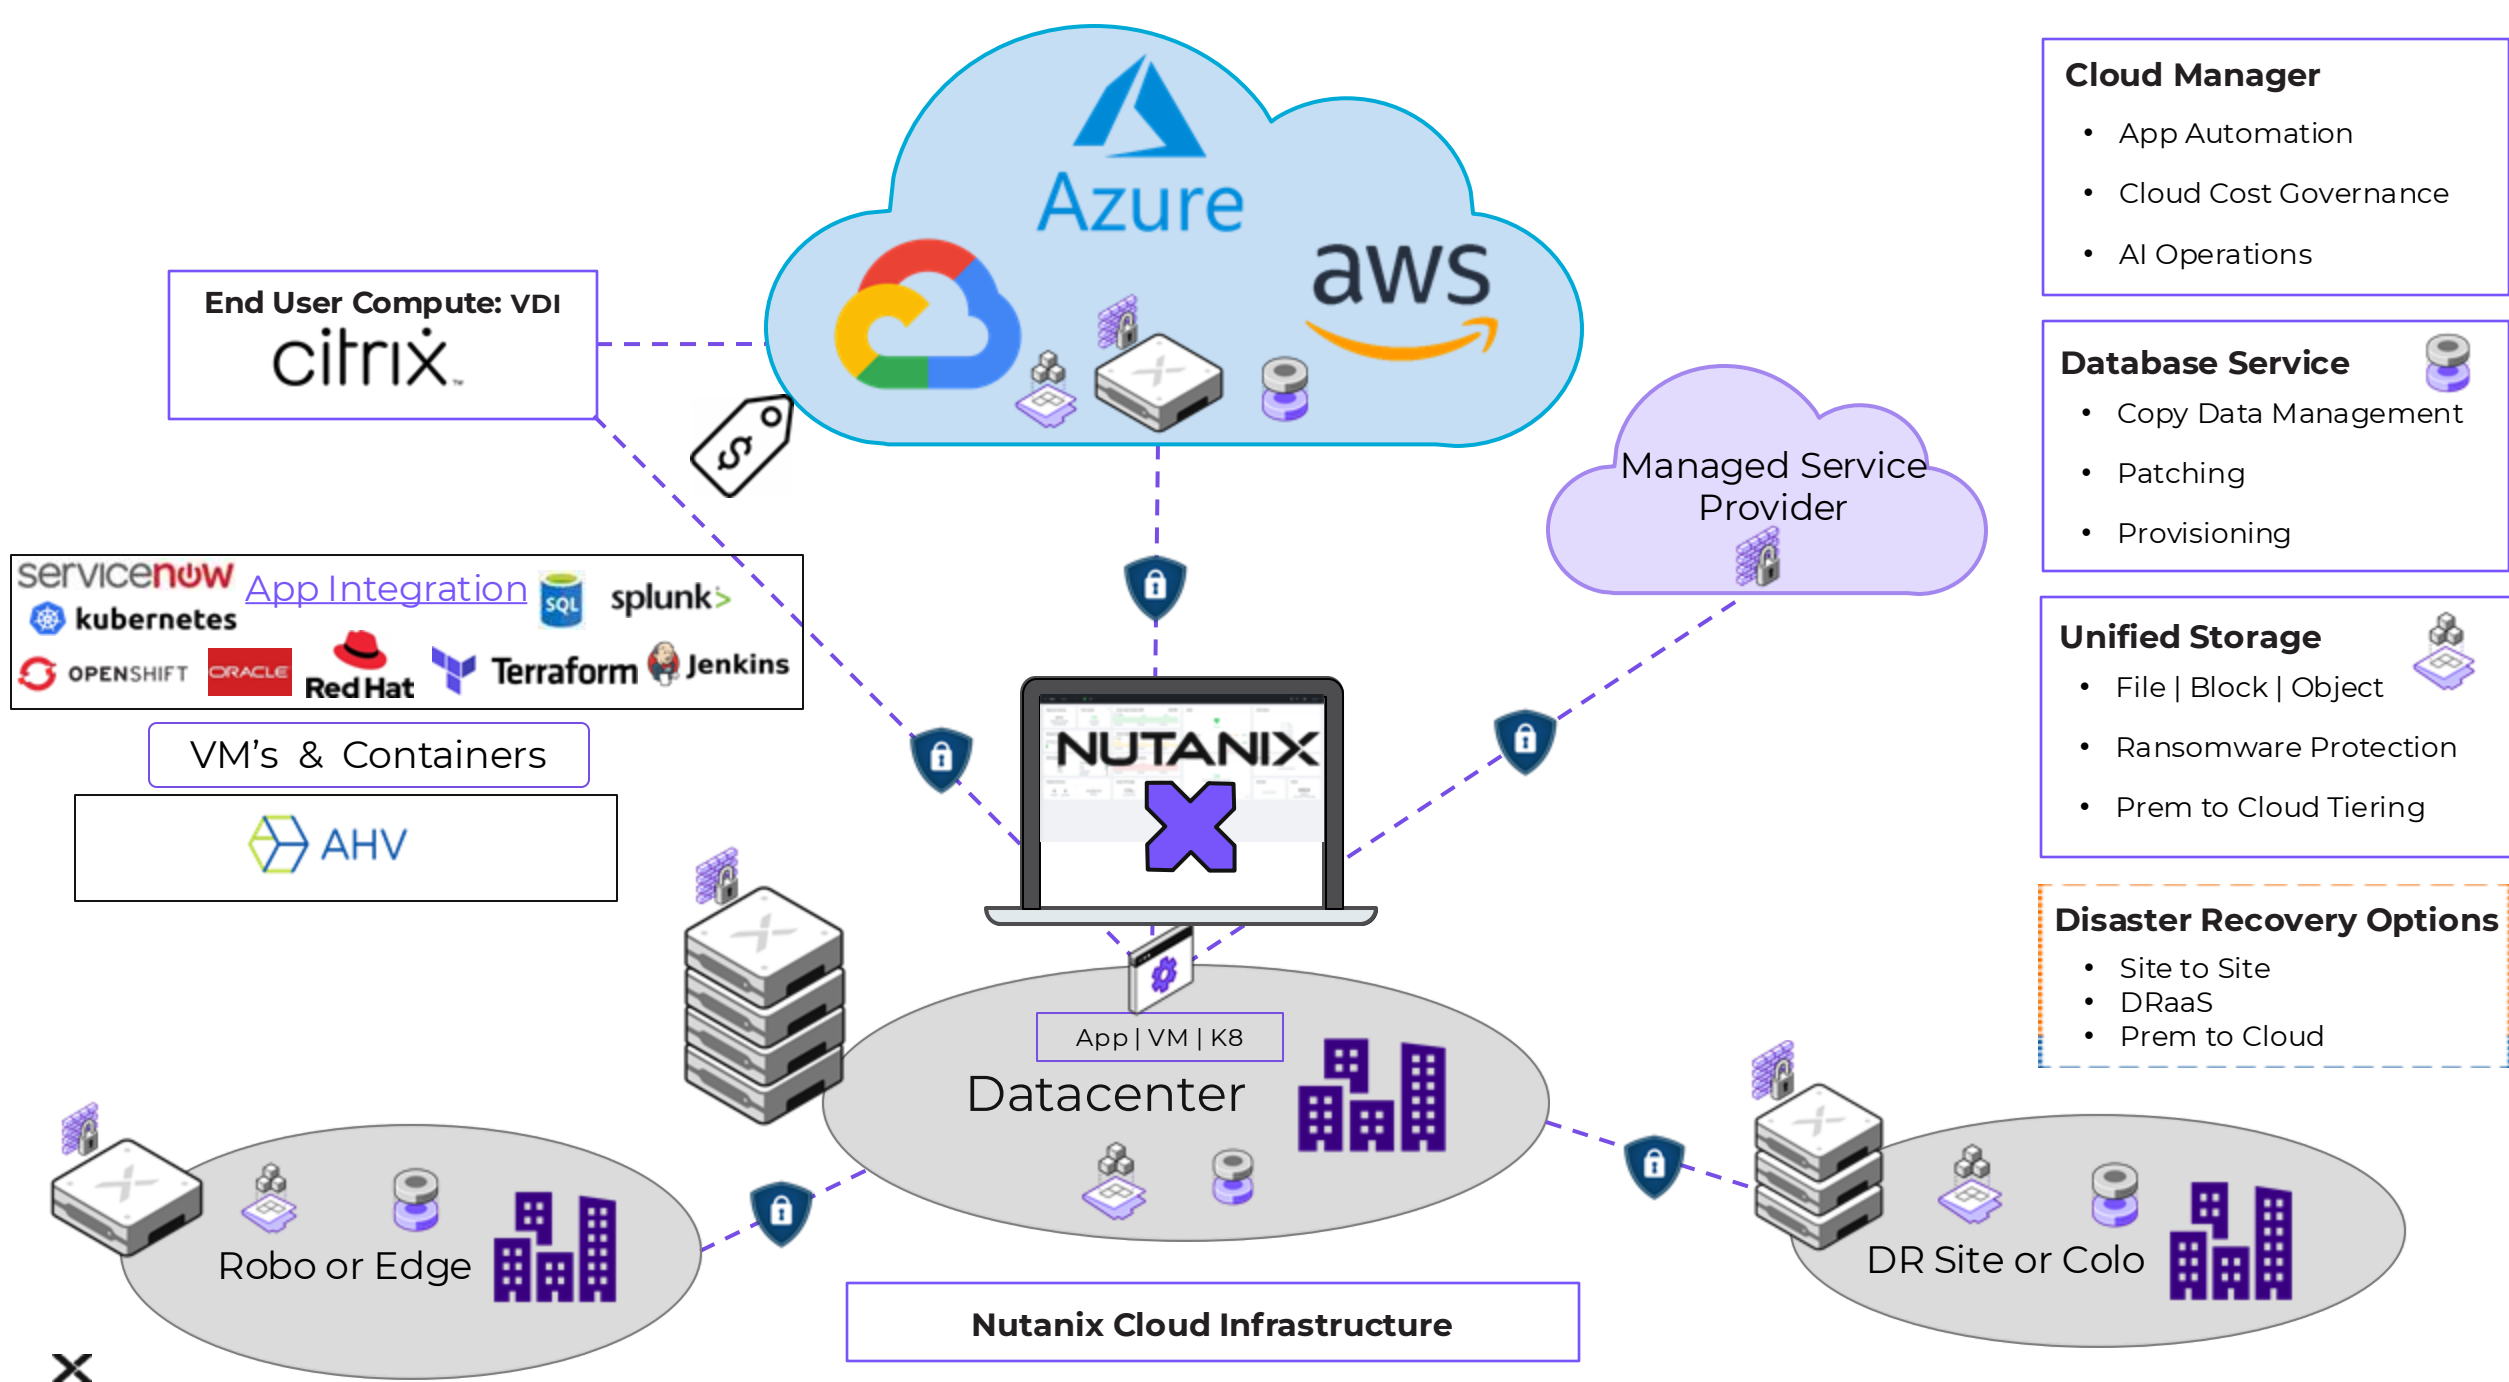 Azure
aws
End User Compute: VDI
citrix
$
Managed Service
Provider
servicenow
App Integration
SQL
splunk>
kubernetes
OPENSHIFT
ORACLE
Red Hat
Terraform
Jenkins
VM's & Containers
AHV
NUTANIX
App | VM | K8
Datacenter
Robo or Edge
DR Site or Colo
Nutanix Cloud Infrastructure
Cloud Manager
• App Automation
• Cloud Cost Governance
• AI Operations
Database Service
• Copy Data Management
• Patching
• Provisioning
Unified Storage
• File | Block | Object
• Ransomware Protection
• Prem to Cloud Tiering
Disaster Recovery Options
• Site to Site
• DRaaS
• Prem to Cloud